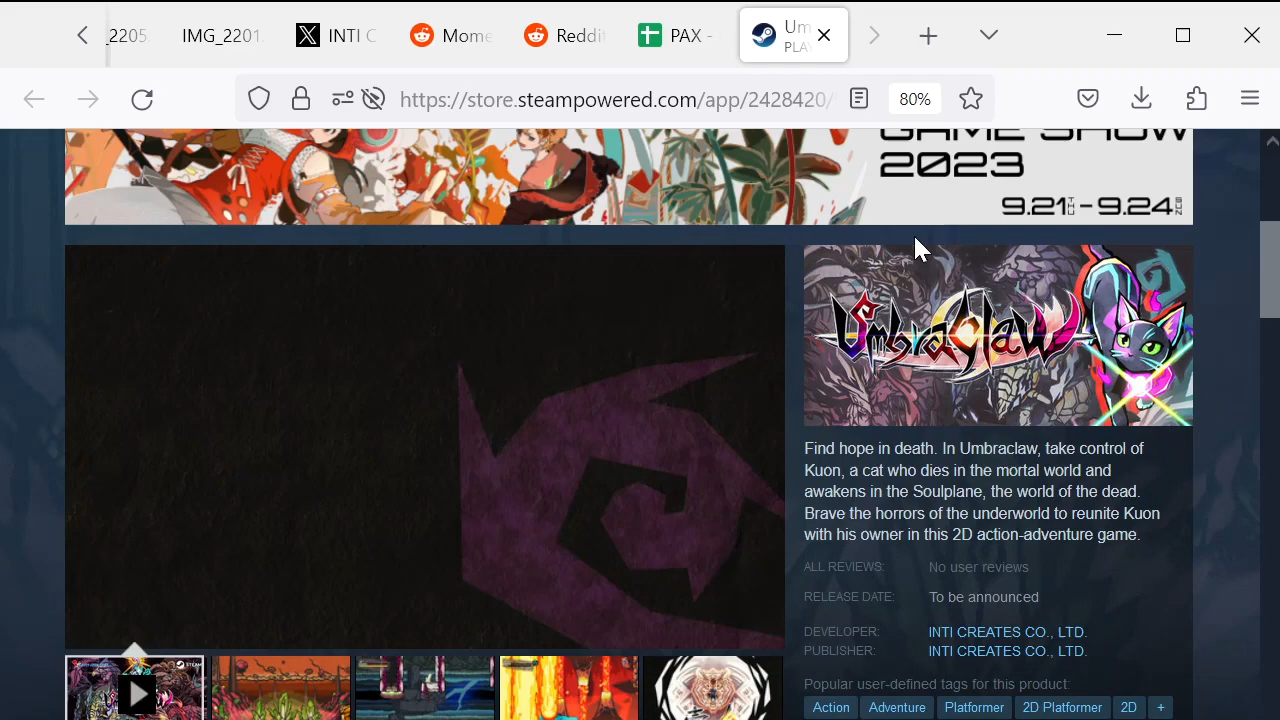 2205
IMG_2201
INTI C
Mome
Reddit
PAX -
Um
PLA
https://store.steampowered.com/app/2428420/
80%
GAME SHOW
2023
9.21 THU - 9.24 SUN
UmbraClaw
Find hope in death. In Umbraclaw, take control of
Kuon, a cat who dies in the mortal world and
awakens in the Soulplane, the world of the dead.
Brave the horrors of the underworld to reunite Kuon
with his owner in this 2D action-adventure game.
ALL REVIEWS: No user reviews
RELEASE DATE: To be announced
DEVELOPER: INTI CREATES CO., LTD.
PUBLISHER: INTI CREATES CO., LTD.
STEAM
Popular user-defined tags for this product:
Action Adventure Platformer 2D Platformer 2D +